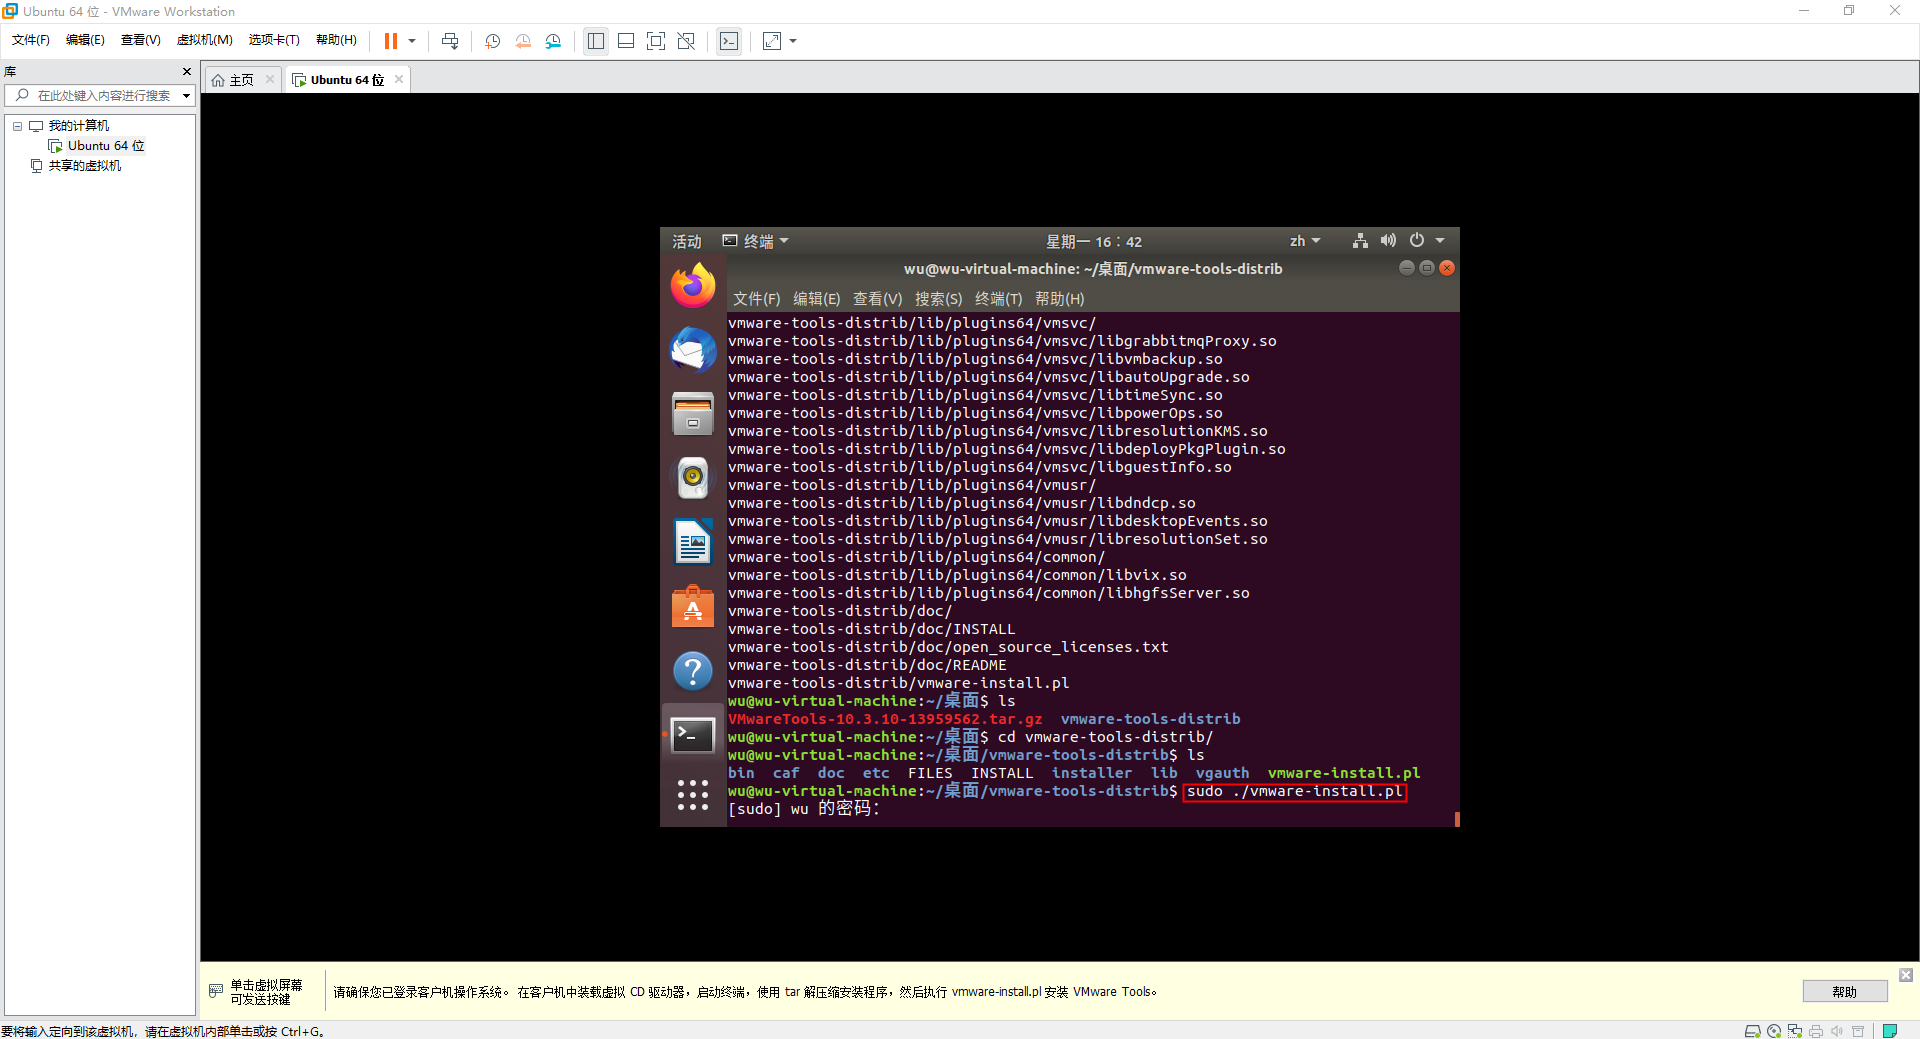 Ubuntu 64 位 - VMware Workstation
文件(F) 编辑(E) 查看(V) 虚拟机(M) 选项卡(T) 帮助(H)
库
在此处键入内容进行搜索
我的计算机
Ubuntu 64 位
共享的虚拟机
主页
Ubuntu 64 位
活动 终端 星期一 16：42 zh
wu@wu-virtual-machine: ~/桌面/vmware-tools-distrib
文件(F) 编辑(E) 查看(V) 搜索(S) 终端(T) 帮助(H)
vmware-tools-distrib/lib/plugins64/vmsvc/
vmware-tools-distrib/lib/plugins64/vmsvc/libgrabbitmqProxy.so
vmware-tools-distrib/lib/plugins64/vmsvc/libvmbackup.so
vmware-tools-distrib/lib/plugins64/vmsvc/libautoUpgrade.so
vmware-tools-distrib/lib/plugins64/vmsvc/libtimeSync.so
vmware-tools-distrib/lib/plugins64/vmsvc/libpowerOps.so
vmware-tools-distrib/lib/plugins64/vmsvc/libresolutionKMS.so
vmware-tools-distrib/lib/plugins64/vmsvc/libdeployPkgPlugin.so
vmware-tools-distrib/lib/plugins64/vmsvc/libguestInfo.so
vmware-tools-distrib/lib/plugins64/vmusr/
vmware-tools-distrib/lib/plugins64/vmusr/libdndcp.so
vmware-tools-distrib/lib/plugins64/vmusr/libdesktopEvents.so
vmware-tools-distrib/lib/plugins64/vmusr/libresolutionSet.so
vmware-tools-distrib/lib/plugins64/common/
vmware-tools-distrib/lib/plugins64/common/libvix.so
vmware-tools-distrib/lib/plugins64/common/libhgfsServer.so
vmware-tools-distrib/doc/
vmware-tools-distrib/doc/INSTALL
vmware-tools-distrib/doc/open_source_licenses.txt
vmware-tools-distrib/doc/README
vmware-tools-distrib/vmware-install.pl
wu@wu-virtual-machine:~/桌面$ ls
VMwareTools-10.3.10-13959562.tar.gz vmware-tools-distrib
wu@wu-virtual-machine:~/桌面$ cd vmware-tools-distrib/
wu@wu-virtual-machine:~/桌面/vmware-tools-distrib$ ls
bin caf doc etc FILES INSTALL installer lib vgauth vmware-install.pl
wu@wu-virtual-machine:~/桌面/vmware-tools-distrib$ sudo ./vmware-install.pl
[sudo] wu 的密码：
单击虚拟屏幕
可发送按键
请确保您已登录客户机操作系统。在客户机中装载虚拟 CD 驱动器，启动终端，使用 tar 解压缩安装程序，然后执行 vmware-install.pl 安装 VMware Tools。
帮助
要将输入定向到该虚拟机，请在虚拟机内部单击或按 Ctrl+G。